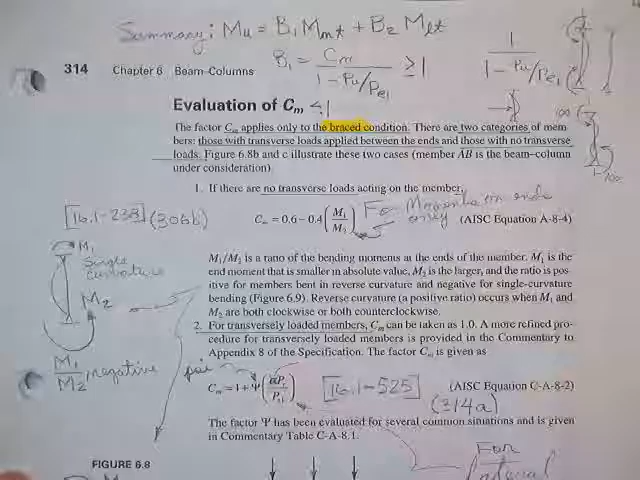 Summary: Mu = B1 Mnt + B2 Mlt
B1 = Cm / (1 - Pu/Pe1) ≥ 1
1 / (1 - Pu/Pe1)
314 Chapter 6 Beam-Columns
Evaluation of Cm ≤ 1
The factor Cm applies only to the braced condition. There are two categories of mem-
bers: those with transverse loads applied between the ends and those with no transverse
loads. Figure 6.8b and c illustrate these two cases (member AB is the beam–column
under consideration).
1. If there are no transverse loads acting on the member,
[16.1-238] (306b)
Cm = 0.6 – 0.4 (M1/M2)
For Moments on ends only
(AISC Equation A-8-4)
M1
Single
Curvature
M2
M1/M2 negative
M1/M2 is a ratio of the bending moments at the ends of the member. M1 is the
end moment that is smaller in absolute value, M2 is the larger, and the ratio is pos-
itive for members bent in reverse curvature and negative for single-curvature
bending (Figure 6.9). Reverse curvature (a positive ratio) occurs when M1 and
M2 are both clockwise or both counterclockwise.
2. For transversely loaded members, Cm can be taken as 1.0. A more refined pro-
cedure for transversely loaded members is provided in the Commentary to
Appendix 8 of the Specification. The factor Cm is given as
psi
Cm = 1 + Ψ (αPr/Pe1)
[16.1-525]
(AISC Equation C-A-8-2)
(314a)
The factor Ψ has been evaluated for several common situations and is given
in Commentary Table C-A-8.1.
For
lateral
FIGURE 6.8